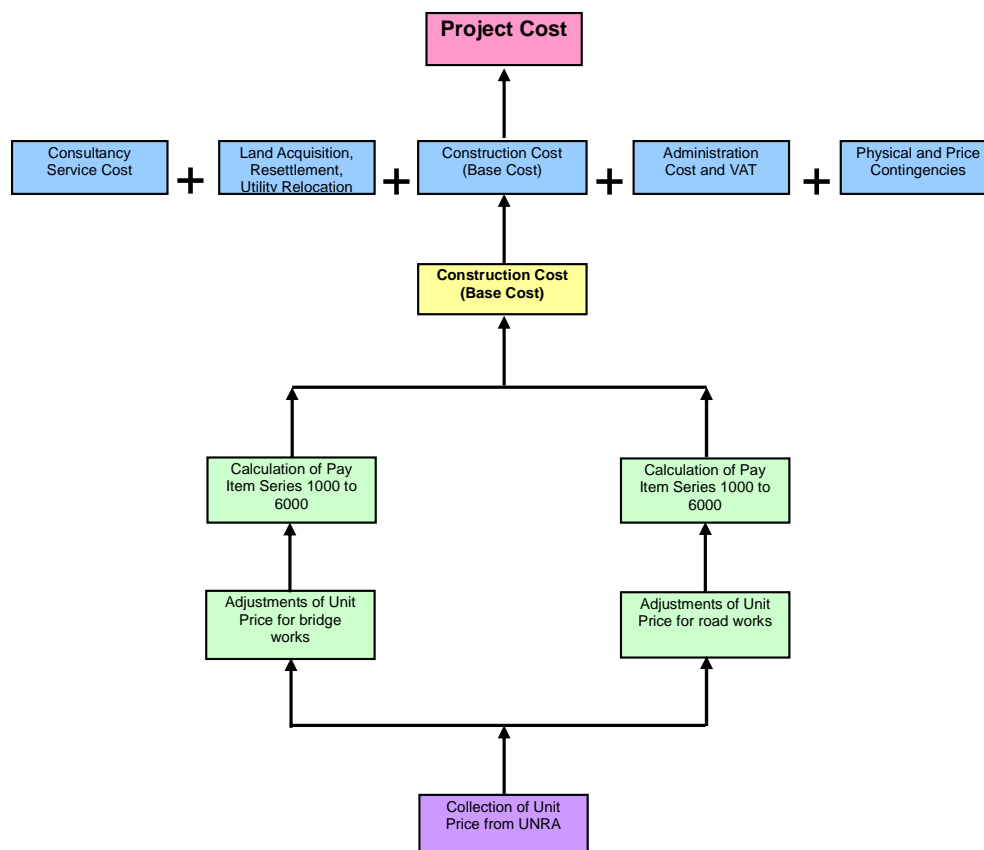 Project Cost
Consultancy
Service Cost
+
Land Acquisition,
Resettlement,
Utility Relocation
+
Construction Cost
(Base Cost)
+
Administration
Cost and VAT
+
Physical and Price
Contingencies
Construction Cost
(Base Cost)
Calculation of Pay
Item Series 1000 to
6000
Calculation of Pay
Item Series 1000 to
6000
Adjustments of Unit
Price for bridge
works
Adjustments of Unit
Price for road works
Collection of Unit
Price from UNRA